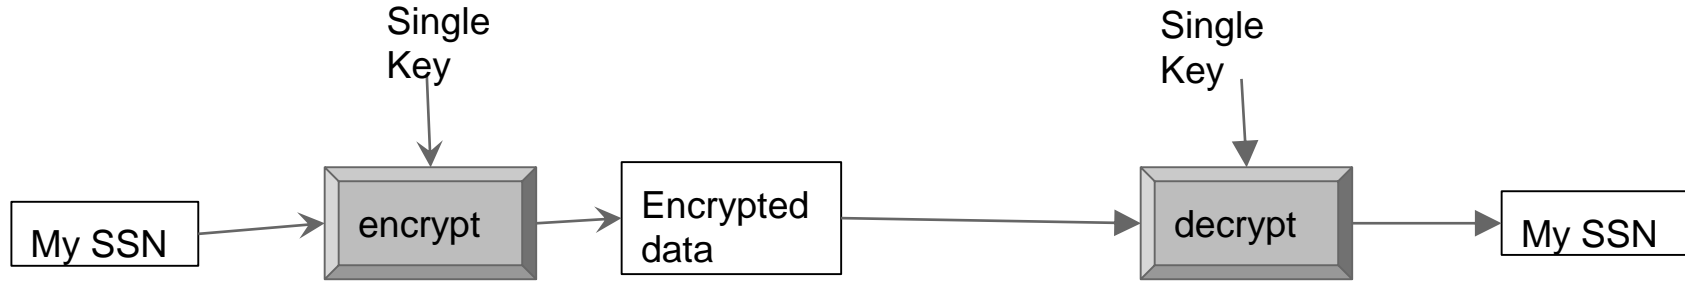 Single
Key
Single
Key
My SSN
encrypt
Encrypted
data
decrypt
My SSN